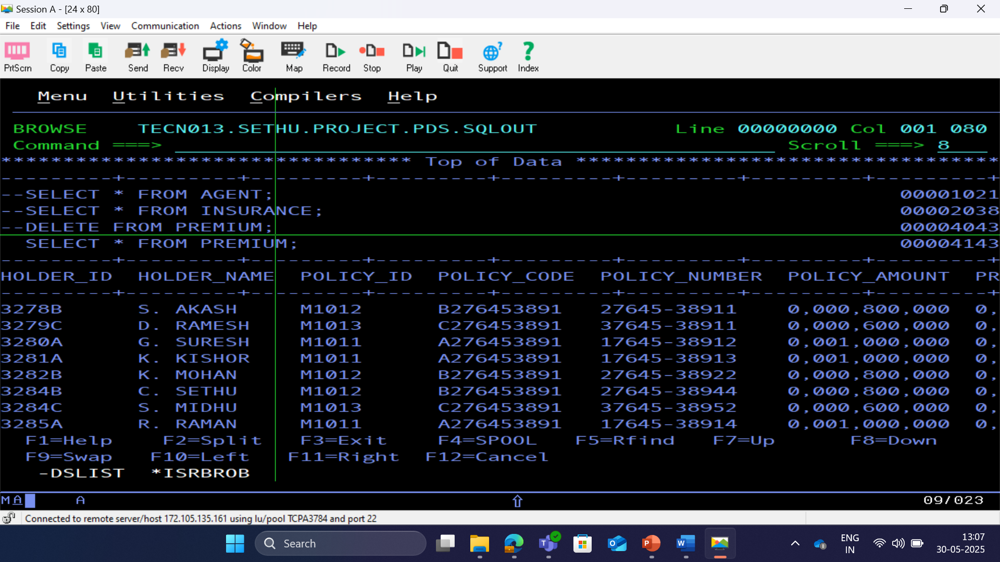 Session A - [24 x 80]
File Edit Settings View Communication Actions Window Help
PrtScrn Copy Paste Send Recv Display Color Map Record Stop Play Quit Support Index
Menu Utilities Compilers Help
BROWSE TECN013.SETHU.PROJECT.PDS.SQLOUT Line 00000000 Col 001 080
Command ===> Scroll ===> 8
********************************* Top of Data **********************************
---------+---------+---------+---------+---------+---------+---------+---------+
--SELECT * FROM AGENT; 00001021
--SELECT * FROM INSURANCE; 00002038
--DELETE FROM PREMIUM; 00004043
SELECT * FROM PREMIUM; 00004143
---------+---------+---------+---------+---------+---------+---------+---------+
HOLDER_ID HOLDER_NAME POLICY_ID POLICY_CODE POLICY_NUMBER POLICY_AMOUNT PR
---------+---------+---------+---------+---------+---------+---------+---------+
3278B S. AKASH M1012 B276453891 27645-38911 0,000,800,000 0,
3279C D. RAMESH M1013 C276453891 37645-38911 0,000,600,000 0,
3280A G. SURESH M1011 A276453891 17645-38912 0,001,000,000 0,
3281A K. KISHOR M1011 A276453891 17645-38913 0,001,000,000 0,
3282B K. MOHAN M1012 B276453891 27645-38922 0,000,800,000 0,
3284B C. SETHU M1012 B276453891 27645-38944 0,000,800,000 0,
3284C S. MIDHU M1013 C276453891 37645-38952 0,000,600,000 0,
3285A R. RAMAN M1011 A276453891 17645-38914 0,001,000,000 0,
F1=Help F2=Split F3=Exit F4=SPOOL F5=Rfind F7=Up F8=Down
F9=Swap F10=Left F11=Right F12=Cancel
-DSLIST *ISRBROB
MA A 09/023
Connected to remote server/host 172.105.135.161 using lu/pool TCPA3784 and port 22
Search
ENG
IN
13:07
30-05-2025